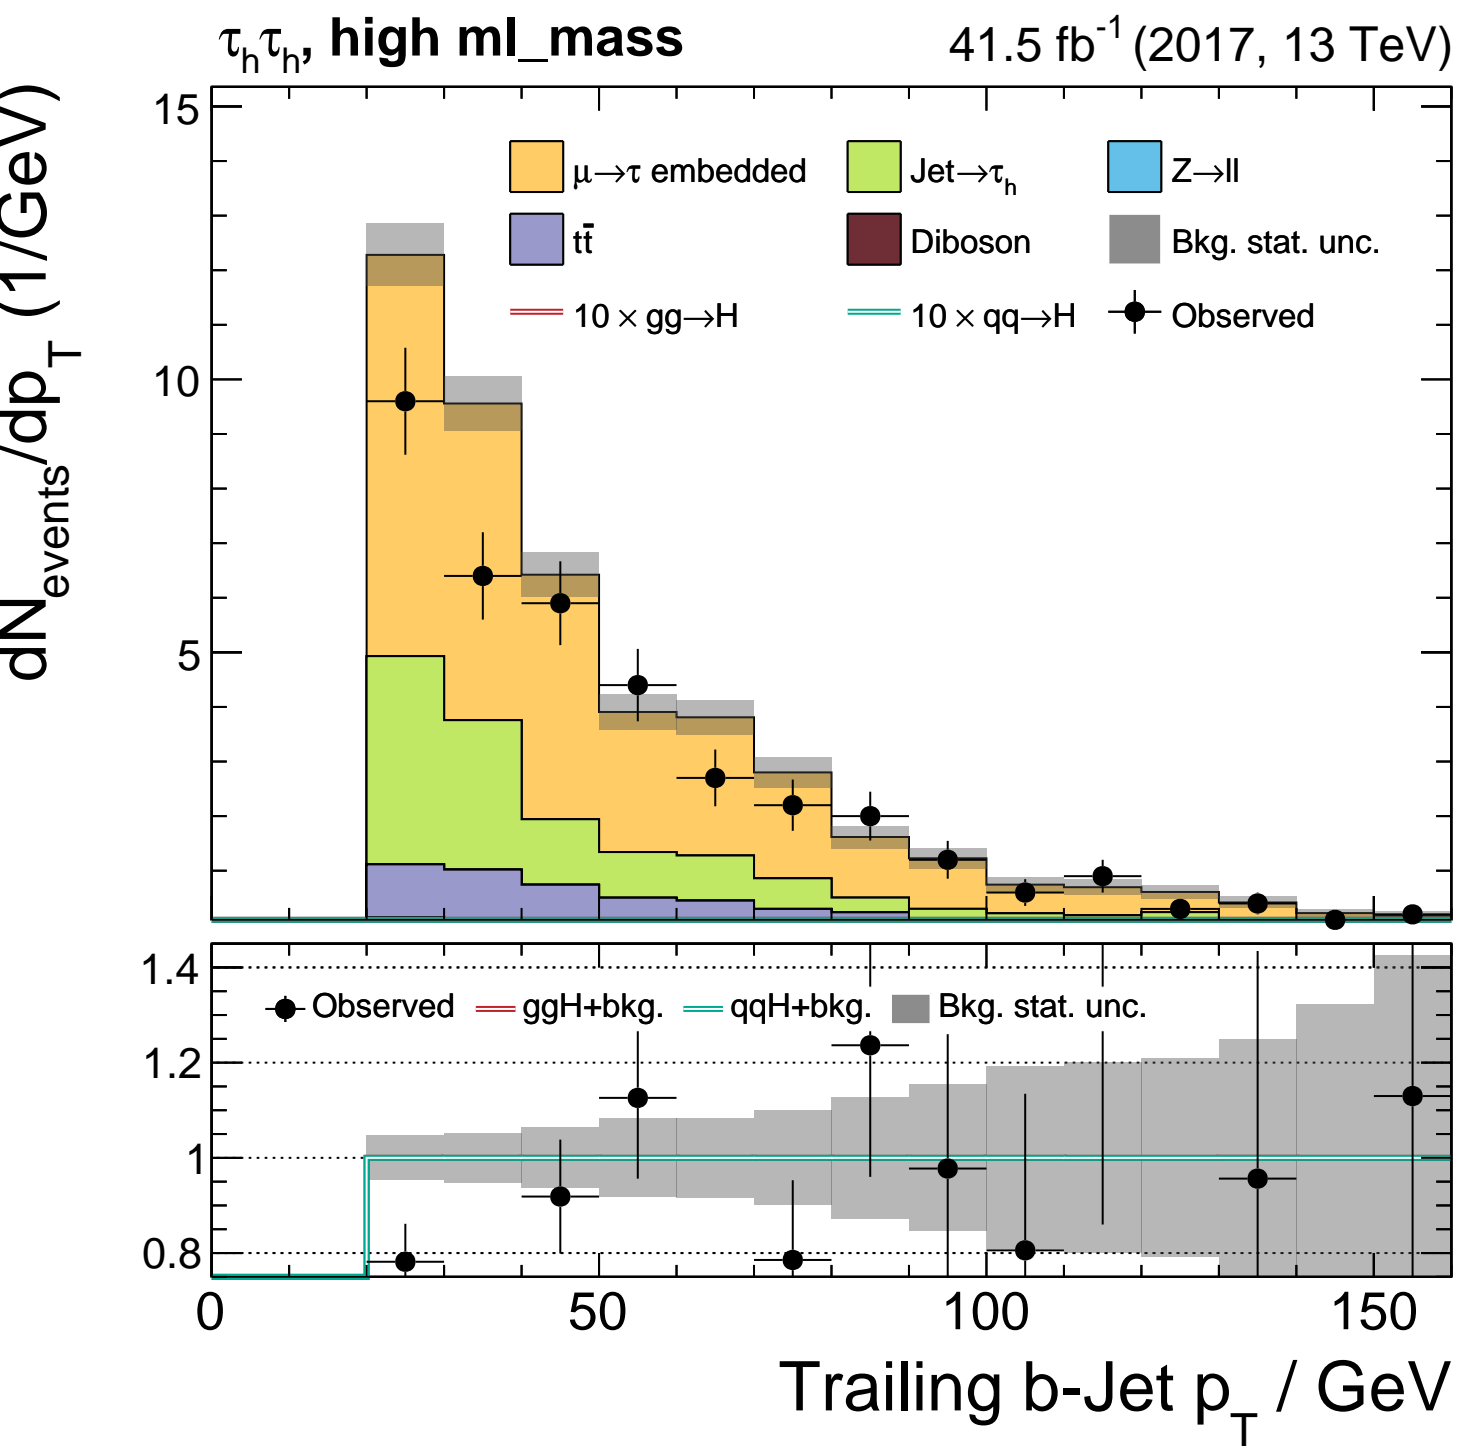 τhτh, high ml_mass
41.5 fb-1 (2017, 13 TeV)
dNevents/dpT (1/GeV)
15
10
5
μ→τ embedded
Jet→τh
Z→ll
tt̄
Diboson
Bkg. stat. unc.
10 × gg→H
10 × qq→H
Observed
1.4
1.2
1
0.8
Observed
ggH+bkg.
qqH+bkg.
Bkg. stat. unc.
0
50
100
150
Trailing b-Jet pT / GeV